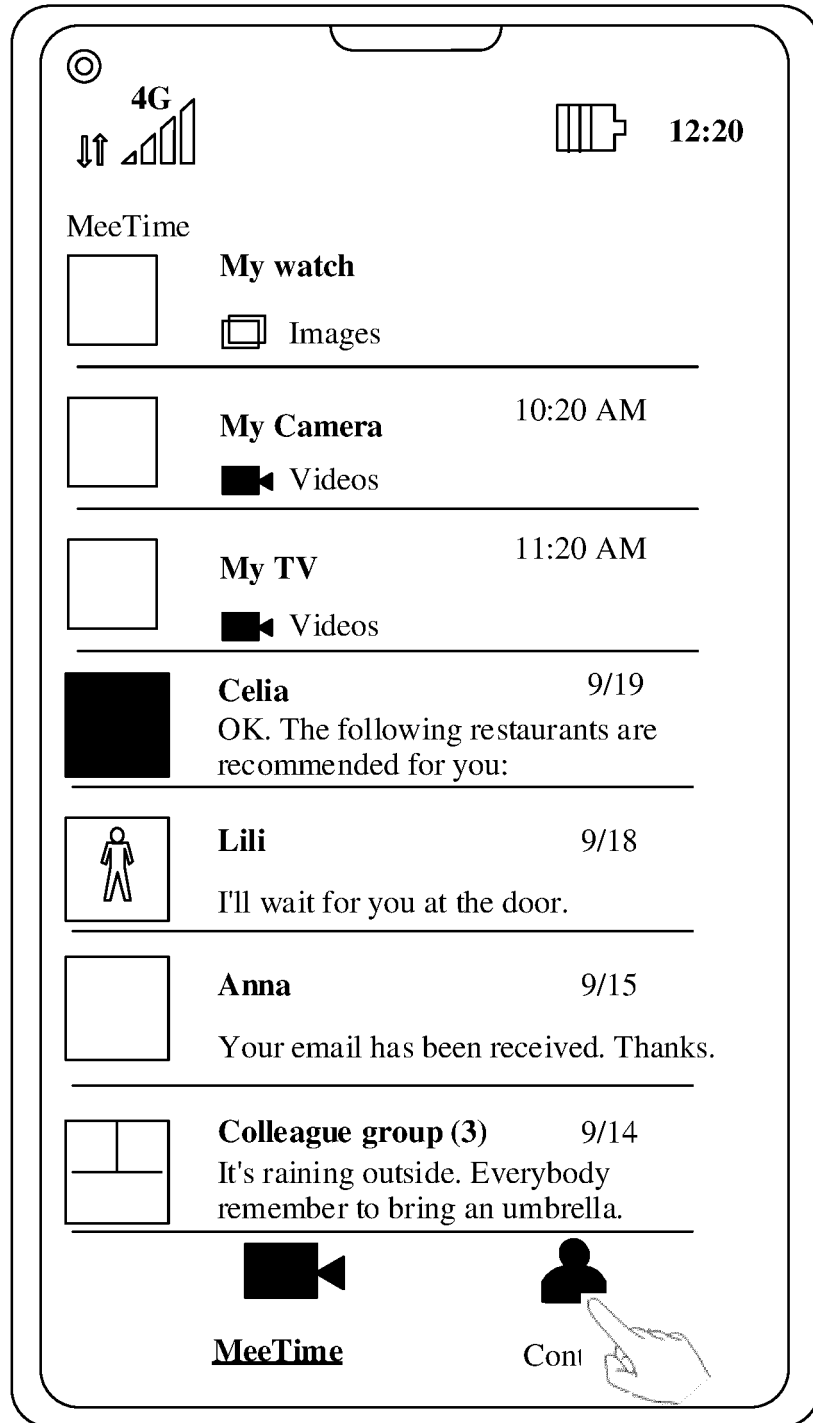 4G
12:20
MeeTime
My watch
Images
My Camera
10:20 AM
Videos
My TV
11:20 AM
Videos
Celia
9/19
OK. The following restaurants are
recommended for you:
Lili
9/18
I'll wait for you at the door.
Anna
9/15
Your email has been received. Thanks.
Colleague group (3)
9/14
It's raining outside. Everybody
remember to bring an umbrella.
MeeTime